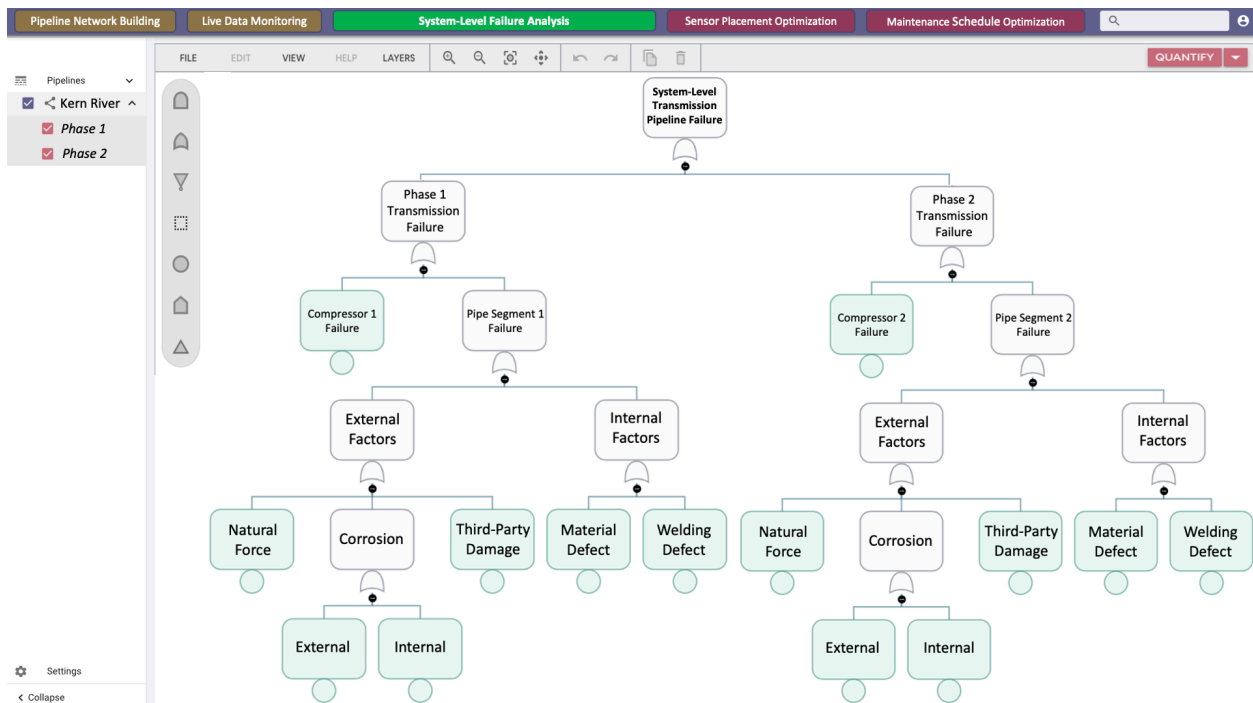 Pipeline Network Building
Live Data Monitoring
System-Level Failure Analysis
Sensor Placement Optimization
Maintenance Schedule Optimization
FILE
EDIT
VIEW
HELP
LAYERS
QUANTIFY
Pipelines
Kern River
Phase 1
Phase 2
System-Level
Transmission
Pipeline Failure
Phase 1
Transmission
Failure
Phase 2
Transmission
Failure
Compressor 1
Failure
Pipe Segment 1
Failure
Compressor 2
Failure
Pipe Segment 2
Failure
External
Factors
Internal
Factors
External
Factors
Internal
Factors
Natural
Force
Corrosion
Third-Party
Damage
Material
Defect
Welding
Defect
Natural
Force
Corrosion
Third-Party
Damage
Material
Defect
Welding
Defect
External
Internal
External
Internal
Settings
Collapse